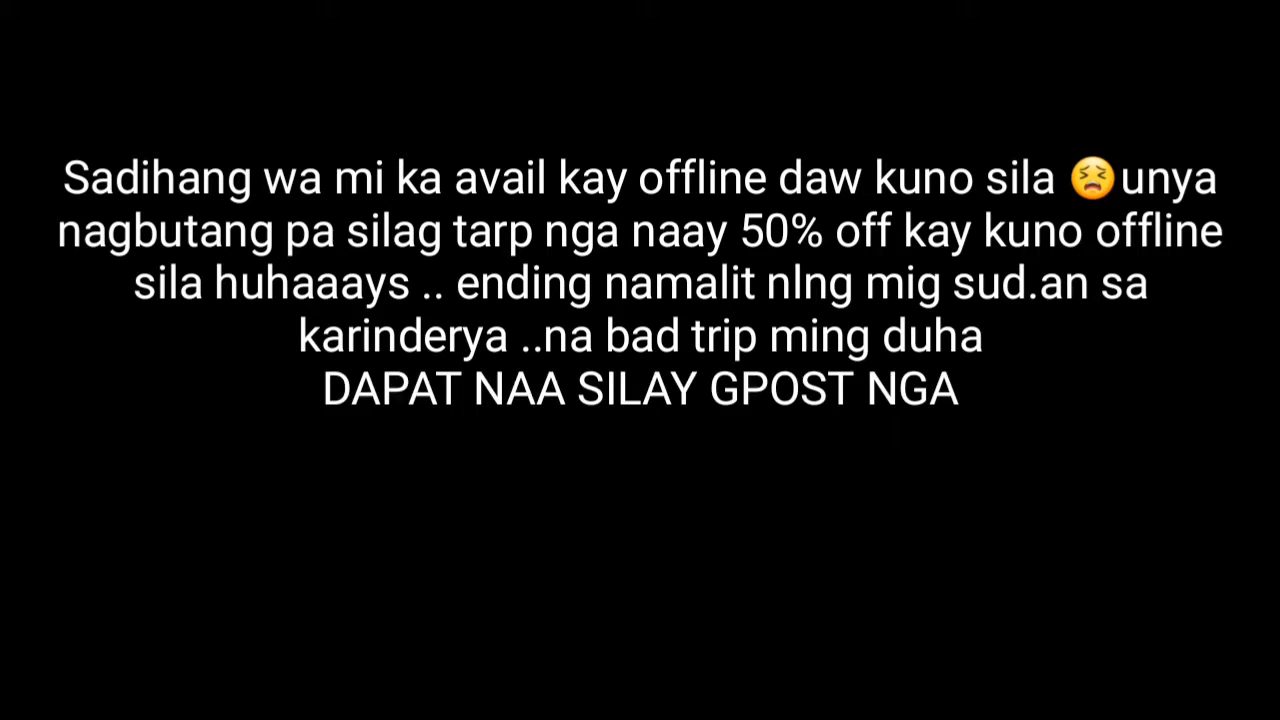 Sadihang wa mi ka avail kay offline daw kuno sila 😣unya
nagbutang pa silag tarp nga naay 50% off kay kuno offline
sila huhaaays .. ending namalit nlng mig sud.an sa
karinderya ..na bad trip ming duha
DAPAT NAA SILAY GPOST NGA